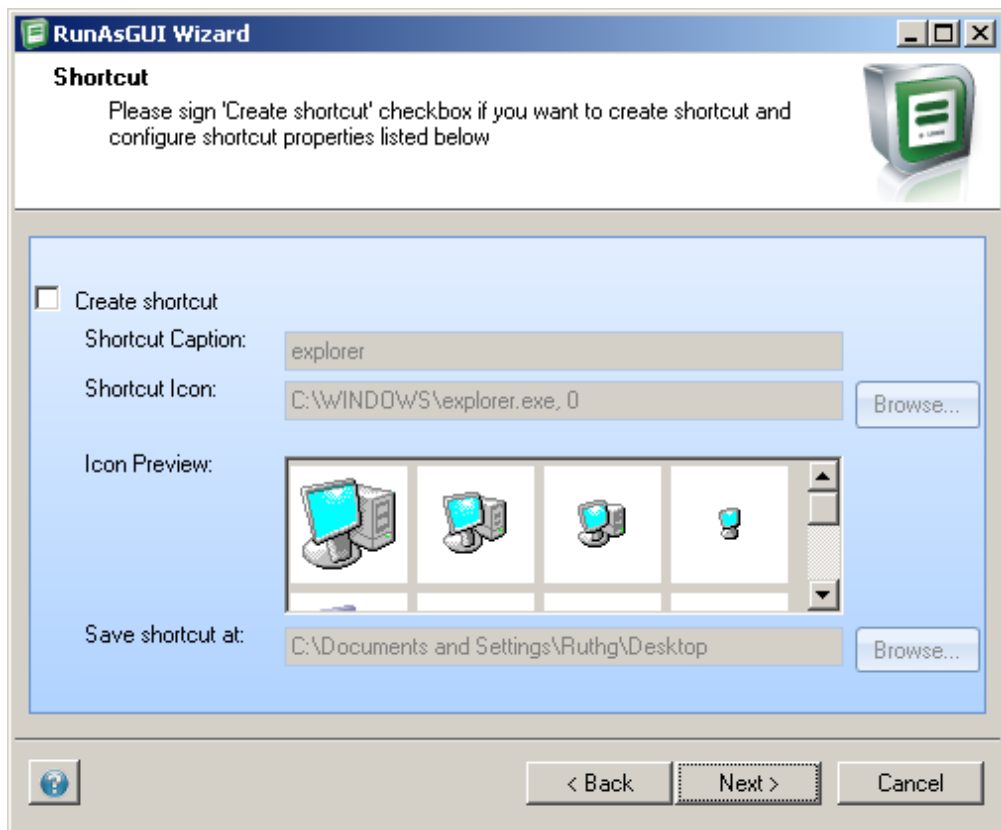 RunAsGUI Wizard
Shortcut
Please sign 'Create shortcut' checkbox if you want to create shortcut and
configure shortcut properties listed below
Create shortcut
Shortcut Caption:
explorer
Shortcut Icon:
C:\WINDOWS\explorer.exe, 0
Browse...
Icon Preview:
Save shortcut at:
C:\Documents and Settings\Ruthg\Desktop
Browse...
< Back
Next >
Cancel